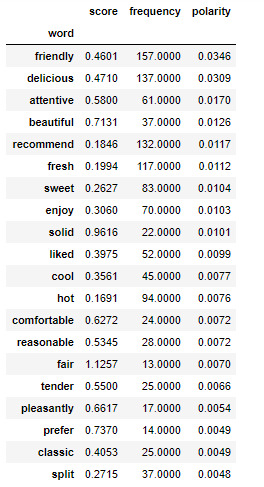 score frequency polarity
word
friendly 0.4601 157.0000 0.0346
delicious 0.4710 137.0000 0.0309
attentive 0.5800 61.0000 0.0170
beautiful 0.7131 37.0000 0.0126
recommend 0.1846 132.0000 0.0117
fresh 0.1994 117.0000 0.0112
sweet 0.2627 83.0000 0.0104
enjoy 0.3060 70.0000 0.0103
solid 0.9616 22.0000 0.0101
liked 0.3975 52.0000 0.0099
cool 0.3561 45.0000 0.0077
hot 0.1691 94.0000 0.0076
comfortable 0.6272 24.0000 0.0072
reasonable 0.5345 28.0000 0.0072
fair 1.1257 13.0000 0.0070
tender 0.5500 25.0000 0.0066
pleasantly 0.6617 17.0000 0.0054
prefer 0.7370 14.0000 0.0049
classic 0.4053 25.0000 0.0049
split 0.2715 37.0000 0.0048